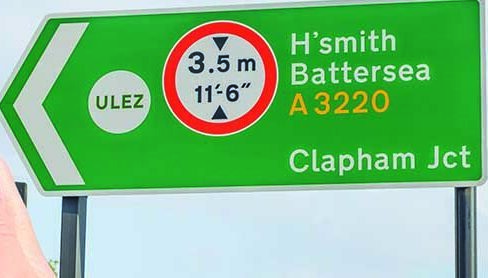 ULEZ
3.5 m
11'-6"
H'smith
Battersea
A 3220
Clapham Jct